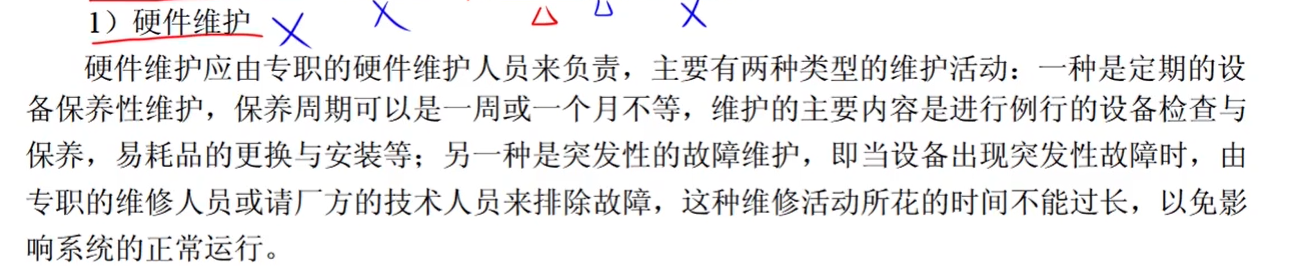 1）硬件维护
硬件维护应由专职的硬件维护人员来负责，主要有两种类型的维护活动：一种是定期的设
备保养性维护，保养周期可以是一周或一个月不等，维护的主要内容是进行例行的设备检查与
保养，易耗品的更换与安装等；另一种是突发性的故障维护，即当设备出现突发性故障时，由
专职的维修人员或请厂方的技术人员来排除故障，这种维修活动所花的时间不能过长，以免影
响系统的正常运行。